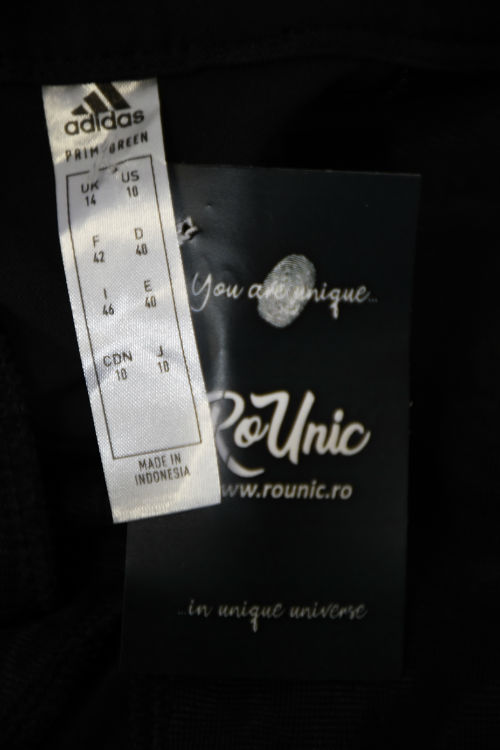 adidas
PRIMEGREEN
UK US
14 10
F D
42 40
I E
46 40
CDN J
10
MADE IN
INDONESIA
You are unique...
RoUnic
www.rounic.ro
...in unique universe